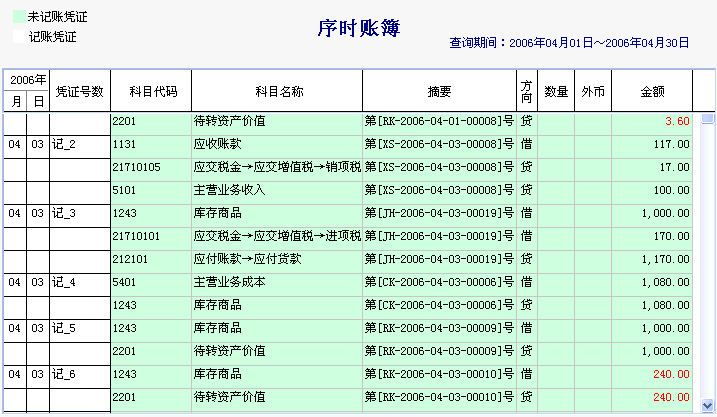 未记账凭证
记账凭证
序时账簿
查询期间：2006年04月01日～2006年04月30日
2006年 凭证号数 科目代码 科目名称 摘要 方向 数量 外币 金额
月 日
2201 待转资产价值 第[RK-2006-04-01-00008]号 贷 3.60
04 03 记_2 1131 应收账款 第[XS-2006-04-03-00008]号 借 117.00
21710105 应交税金→应交增值税→销项税 第[XS-2006-04-03-00008]号 贷 17.00
5101 主营业务收入 第[XS-2006-04-03-00008]号 贷 100.00
04 03 记_3 1243 库存商品 第[JH-2006-04-03-00019]号 借 1,000.00
21710101 应交税金→应交增值税→进项税 第[JH-2006-04-03-00019]号 借 170.00
212101 应付账款→应付货款 第[JH-2006-04-03-00019]号 贷 1,170.00
04 03 记_4 5401 主营业务成本 第[CK-2006-04-03-00006]号 借 1,080.00
1243 库存商品 第[CK-2006-04-03-00006]号 贷 1,080.00
04 03 记_5 1243 库存商品 第[RK-2006-04-03-00009]号 借 1,000.00
2201 待转资产价值 第[RK-2006-04-03-00009]号 贷 1,000.00
04 03 记_6 1243 库存商品 第[RK-2006-04-03-00010]号 借 240.00
2201 待转资产价值 第[RK-2006-04-03-00010]号 贷 240.00